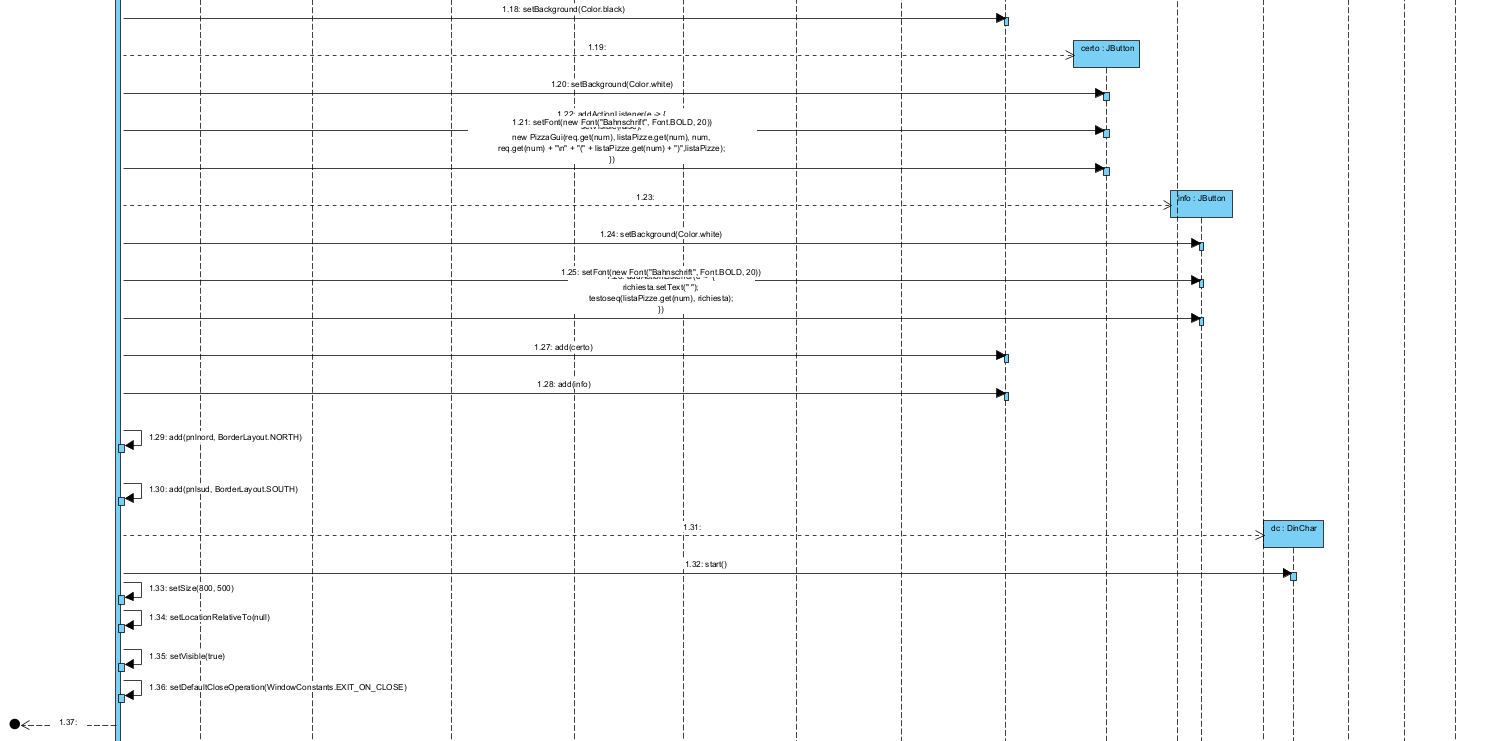 1.18: setBackground(Color.black)
1.19:
certo : JButton
1.20: setBackground(Color.white)
1.22: addActionListener(e -> {
1.21: setFont(new Font("Bahnschrift", Font.BOLD, 20))
setVisible(false);
new PizzaGui(req.get(num), listaPizze.get(num), num,
req.get(num) + "\n" + "(" + listaPizze.get(num) + ")",listaPizze);
})
1.23:
info : JButton
1.24: setBackground(Color.white)
1.25: setFont(new Font("Bahnschrift", Font.BOLD, 20))
1.26: addActionListener(e -> {
richiesta.setText(" ");
testoseq(listaPizze.get(num), richiesta);
})
1.27: add(certo)
1.28: add(info)
1.29: add(pnlnord, BorderLayout.NORTH)
1.30: add(pnlsud, BorderLayout.SOUTH)
1.31:
dc : DinChar
1.32: start()
1.33: setSize(800, 500)
1.34: setLocationRelativeTo(null)
1.35: setVisible(true)
1.36: setDefaultCloseOperation(WindowConstants.EXIT_ON_CLOSE)
1.37: